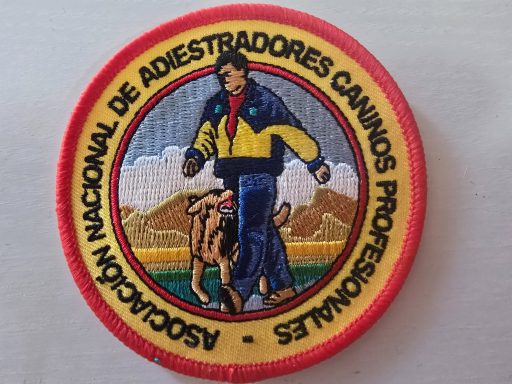 ASOCIACIÓN NACIONAL DE ADIESTRADORES CANINOS PROFESIONALES -